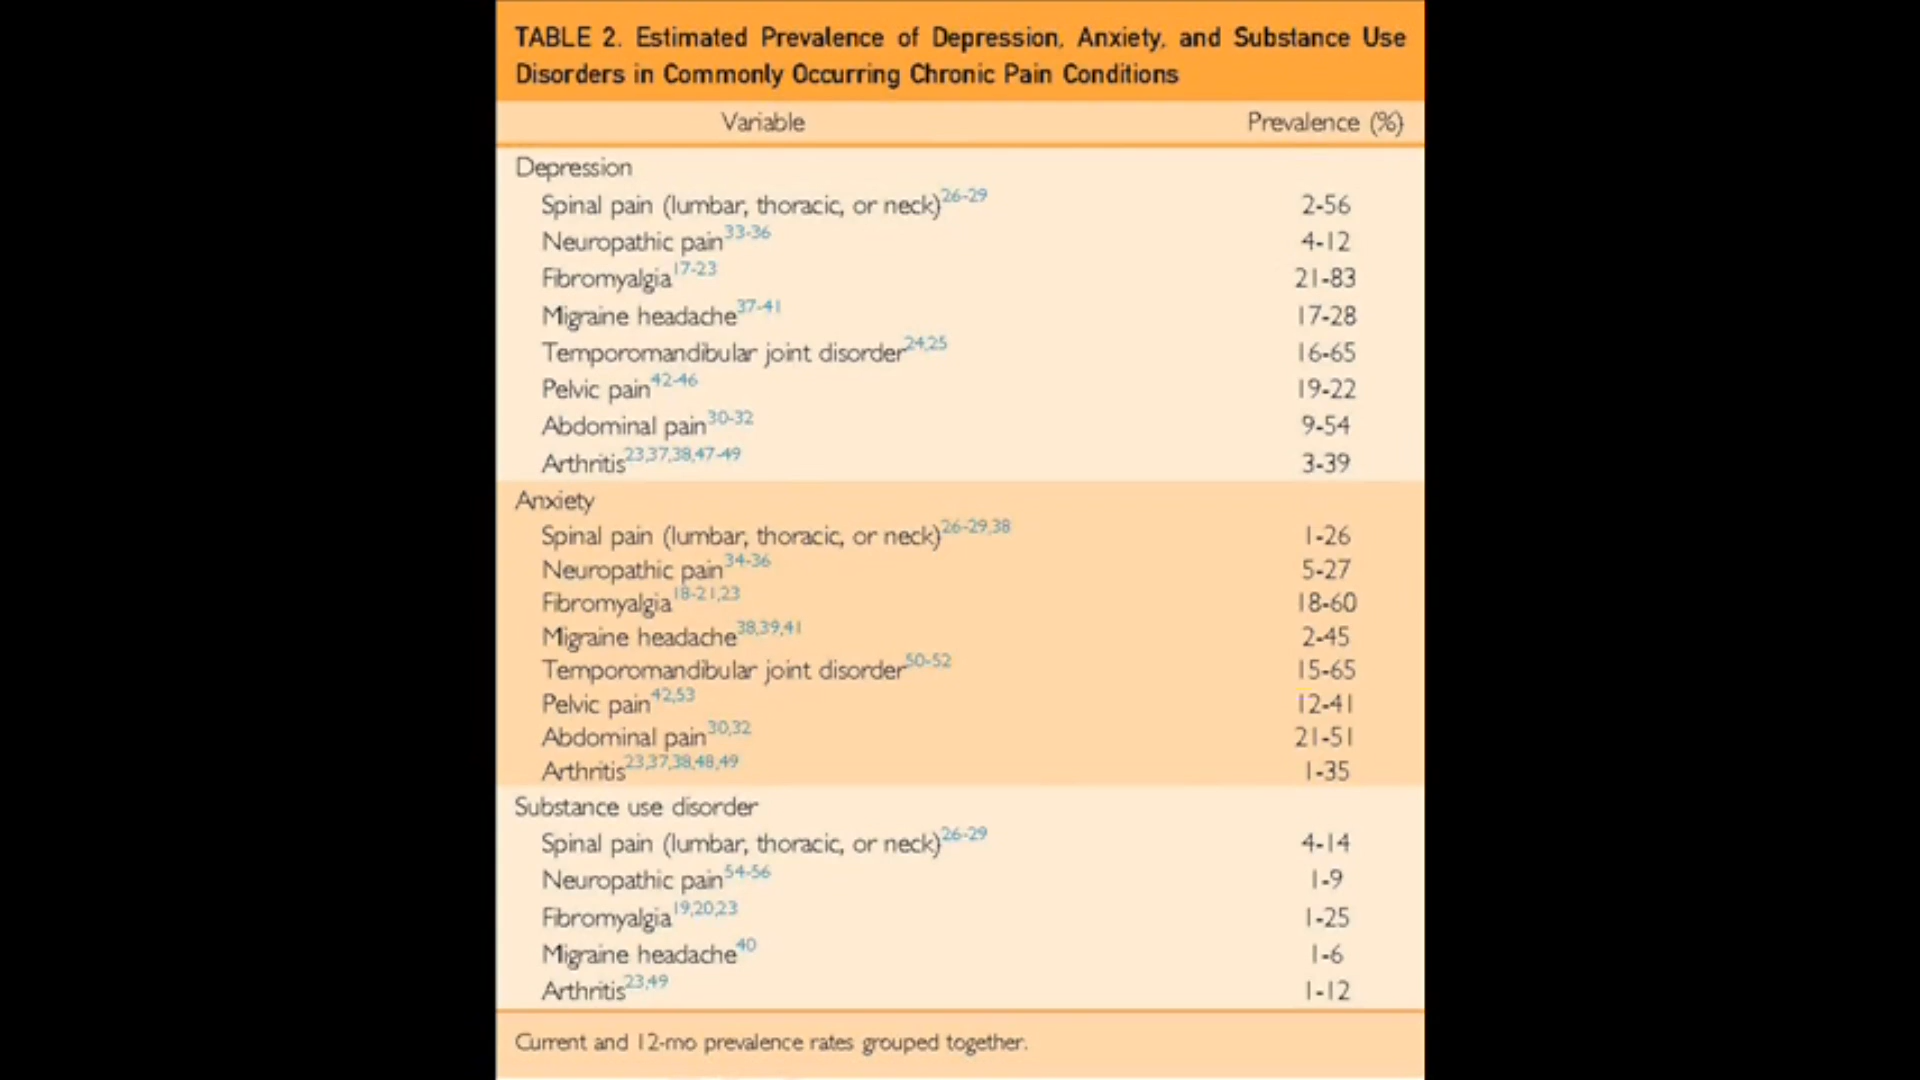 TABLE 2. Estimated Prevalence of Depression, Anxiety, and Substance Use
Disorders in Commonly Occurring Chronic Pain Conditions
Variable Prevalence (%)
Depression
Spinal pain (lumbar, thoracic, or neck)26-29 2-56
Neuropathic pain33-36 4-12
Fibromyalgia17-23 21-83
Migraine headache37-41 17-28
Temporomandibular joint disorder24,25 16-65
Pelvic pain42-46 19-22
Abdominal pain30-32 9-54
Arthritis23,37,38,47-49 3-39
Anxiety
Spinal pain (lumbar, thoracic, or neck)26-29,38 1-26
Neuropathic pain34-36 5-27
Fibromyalgia18-21,23 18-60
Migraine headache38,39,41 2-45
Temporomandibular joint disorder50-52 15-65
Pelvic pain42,53 12-41
Abdominal pain30,32 21-51
Arthritis23,37,38,48,49 1-35
Substance use disorder
Spinal pain (lumbar, thoracic, or neck)26-29 4-14
Neuropathic pain54-56 1-9
Fibromyalgia19,20,23 1-25
Migraine headache40 1-6
Arthritis23,49 1-12
Current and 12-mo prevalence rates grouped together.